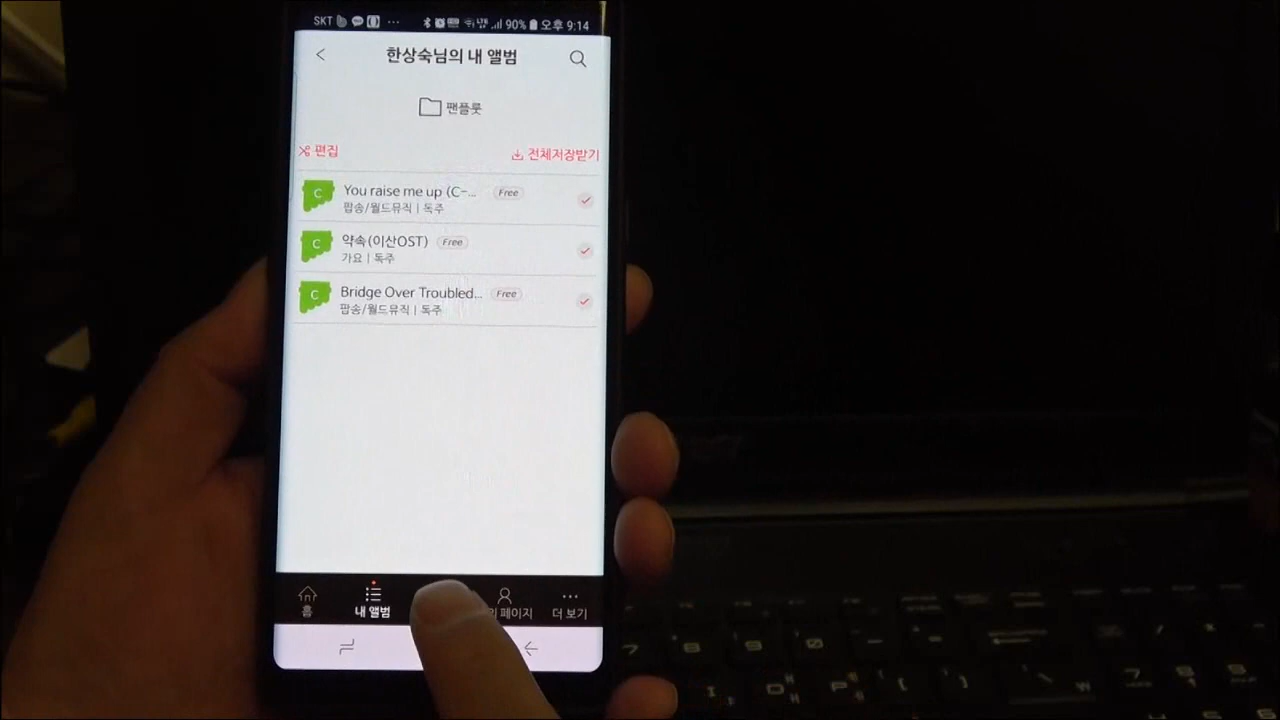 SKT ... 90% 오후 9:14
한상숙님의 내 앨범
팬플룻
편집 전체저장받기
C You raise me up (C-... Free
팝송/월드뮤직 | 독주
C 약속(이산OST) Free
가요 | 독주
C Bridge Over Troubled... Free
팝송/월드뮤직 | 독주
홈 내 앨범 페이지 더 보기